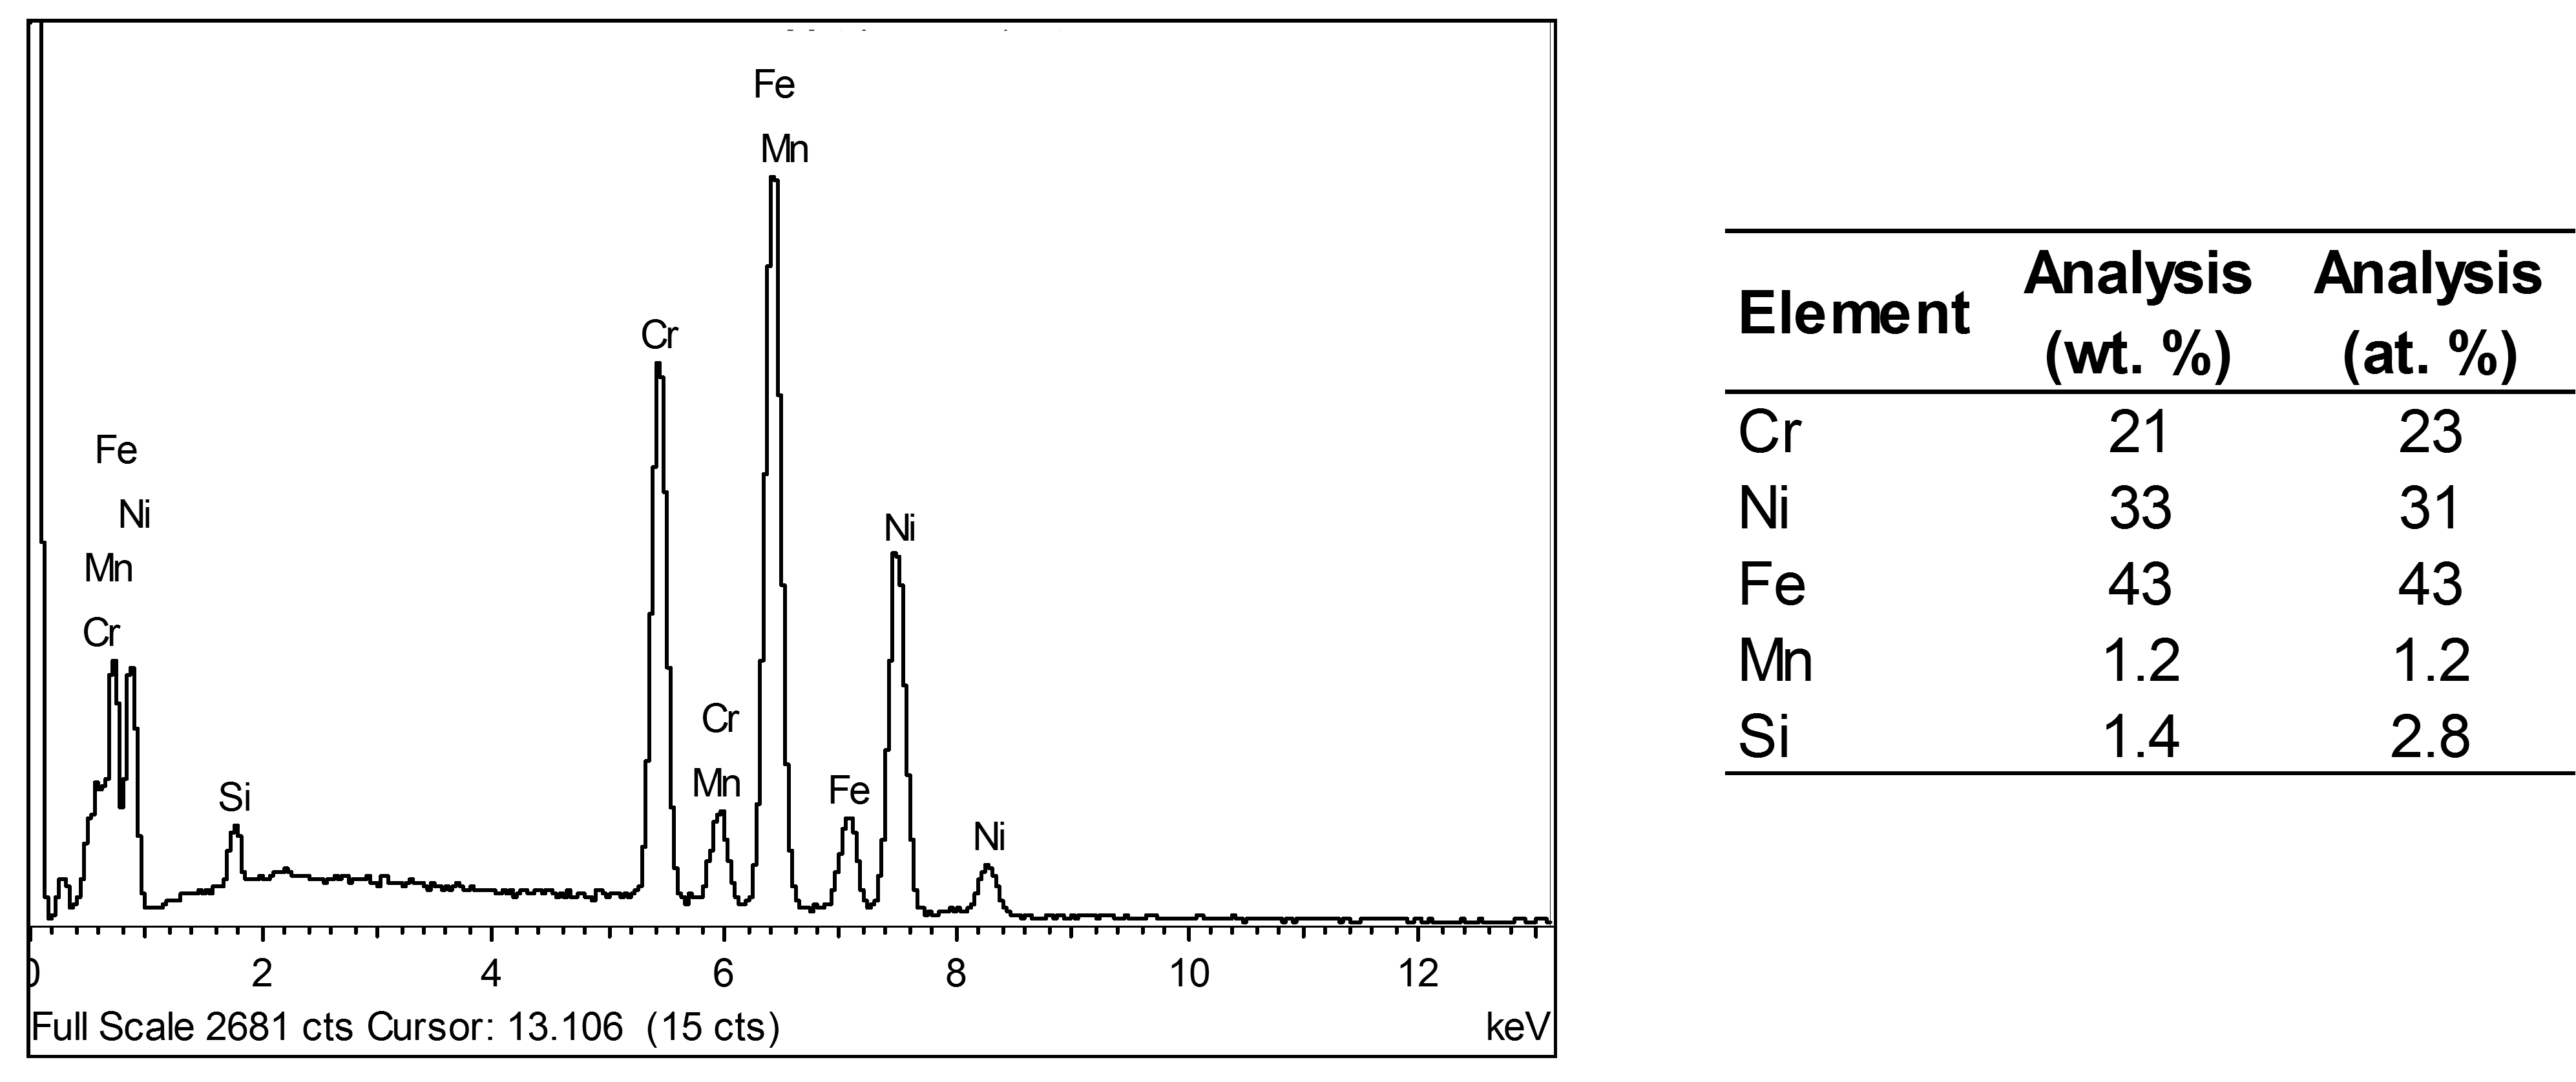 Fe
Mn
Cr
Fe
Ni
Mn
Cr
Ni
Cr
Mn
Si
Fe
Ni
0 2 4 6 8 10 12
Full Scale 2681 cts Cursor: 13.106 (15 cts) keV
Element Analysis (wt. %) Analysis (at. %)
Cr 21 23
Ni 33 31
Fe 43 43
Mn 1.2 1.2
Si 1.4 2.8